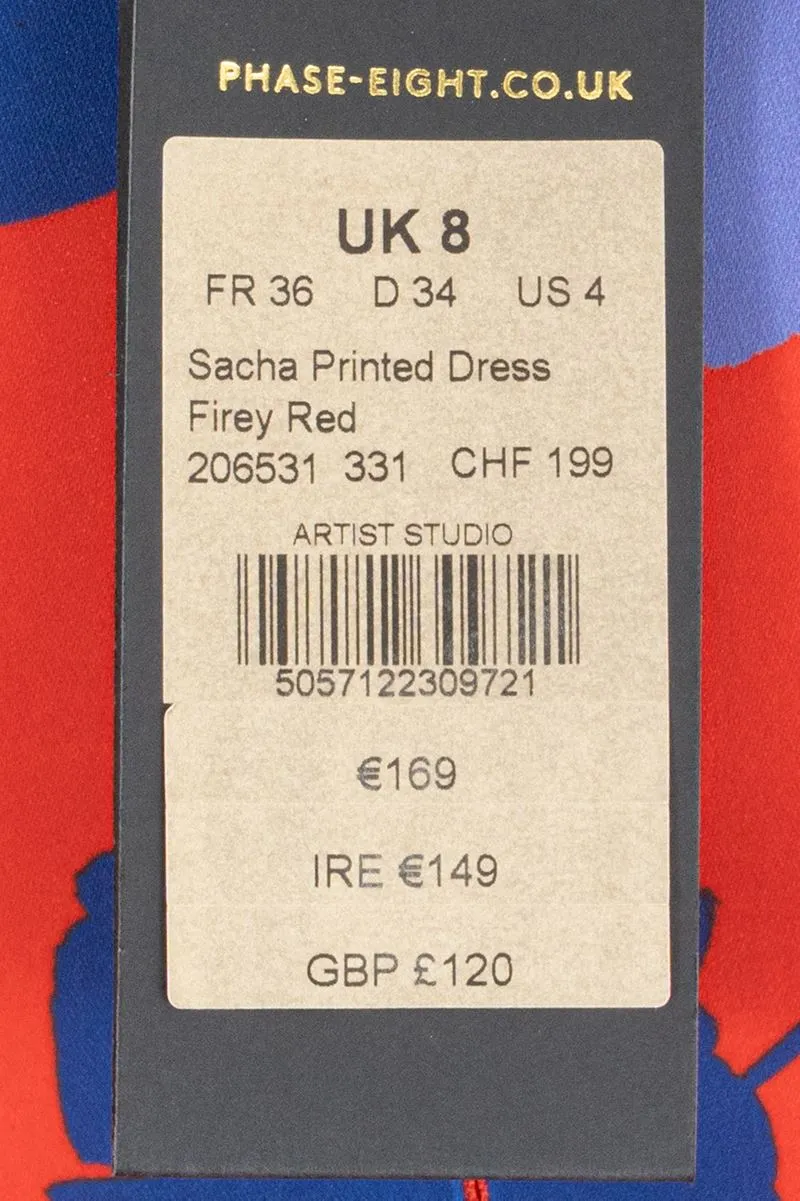 PHASE-EIGHT.CO.UK
UK 8
FR 36 D 34 US 4
Sacha Printed Dress
Firey Red
206531 331 CHF 199
ARTIST STUDIO
5057122309721
€169
IRE €149
GBP £120